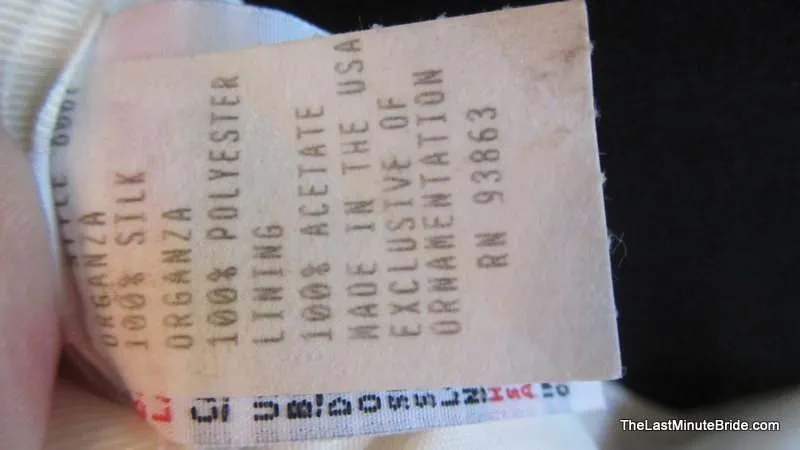 ORGANZA
100% SILK
ORGANZA
100% POLYESTER
LINING
100% ACETATE
MADE IN THE USA
EXCLUSIVE OF
ORNAMENTATION
RN 93863
TheLastMinuteBride.com